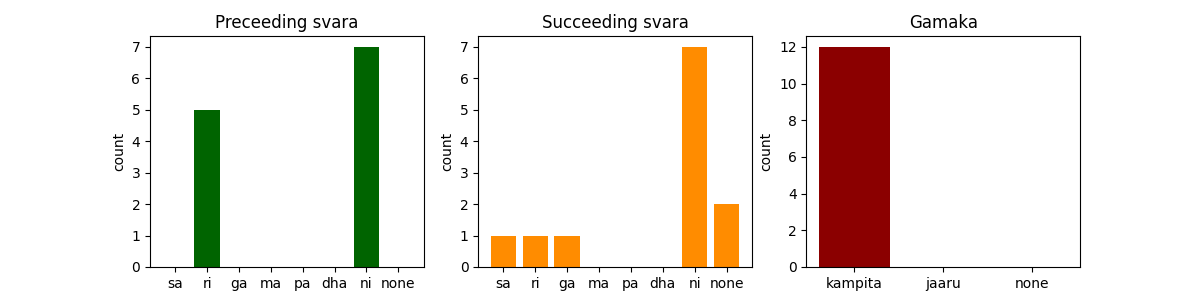 Preceeding svara
count
7
6
5
4
3
2
1
0
sa ri ga ma pa dha ni none
Succeeding svara
count
7
6
5
4
3
2
1
0
sa ri ga ma pa dha ni none
Gamaka
count
12
10
8
6
4
2
0
kampita jaaru none